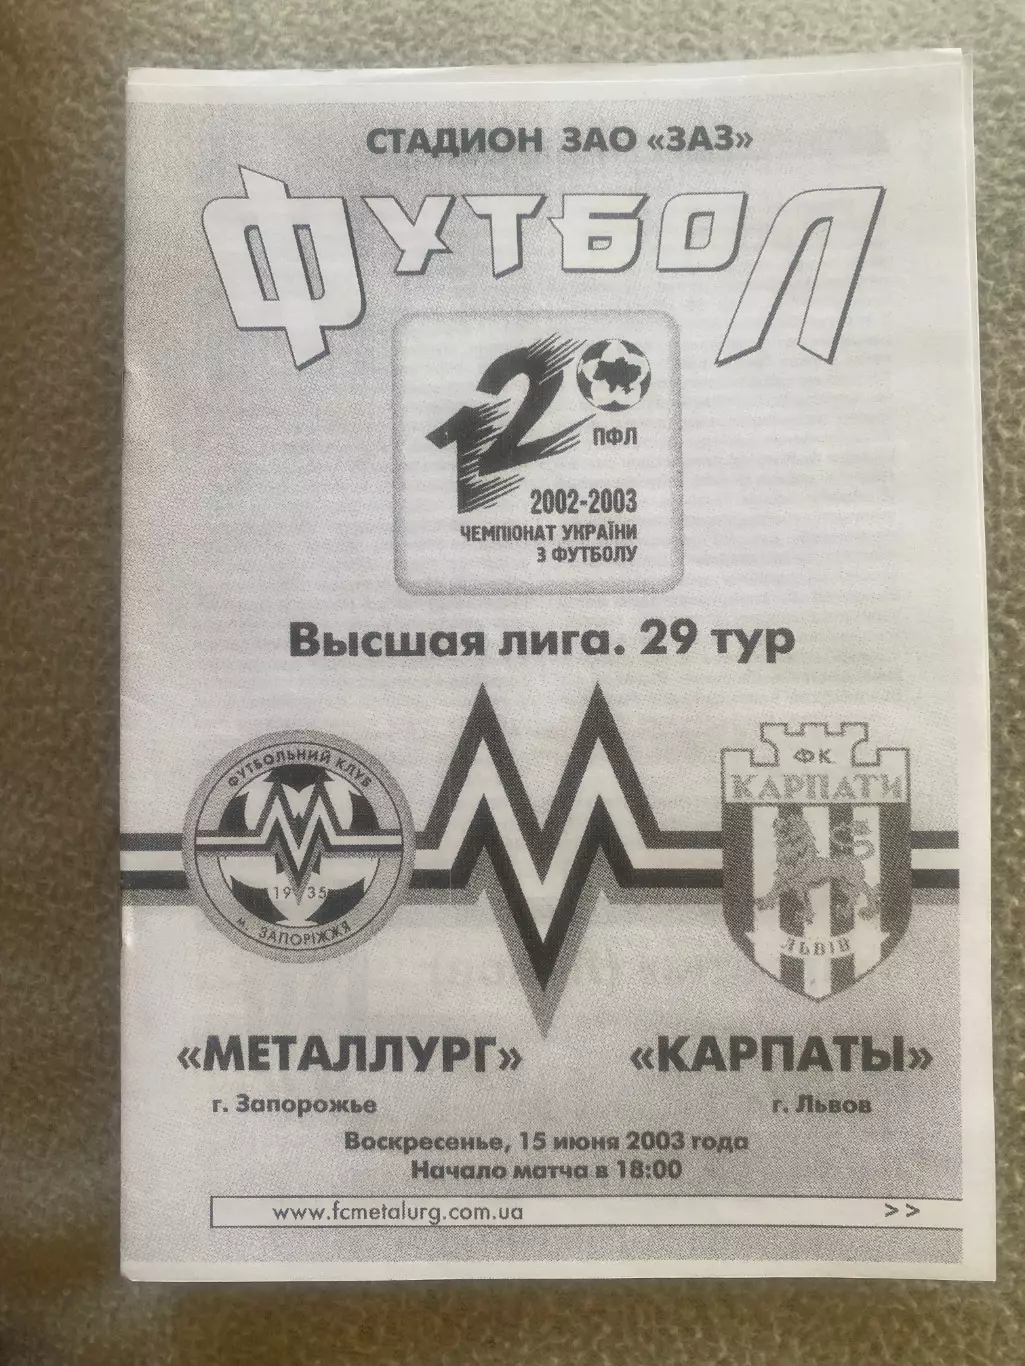 СТАДИОН ЗАО «ЗАЗ»
ФУТБОЛ
12
ПФЛ
2002-2003
ЧЕМПІОНАТ УКРАЇНИ
З ФУТБОЛУ
Высшая лига. 29 тур
ФУТБОЛЬНИЙ КЛУБ
1935
м. ЗАПОРІЖЖЯ
ФК
КАРПАТИ
ЛЬВІВ
«МЕТАЛЛУРГ» «КАРПАТЫ»
г. Запорожье г. Львов
Воскресенье, 15 июня 2003 года
Начало матча в 18:00
www.fcmetalurg.com.ua >>